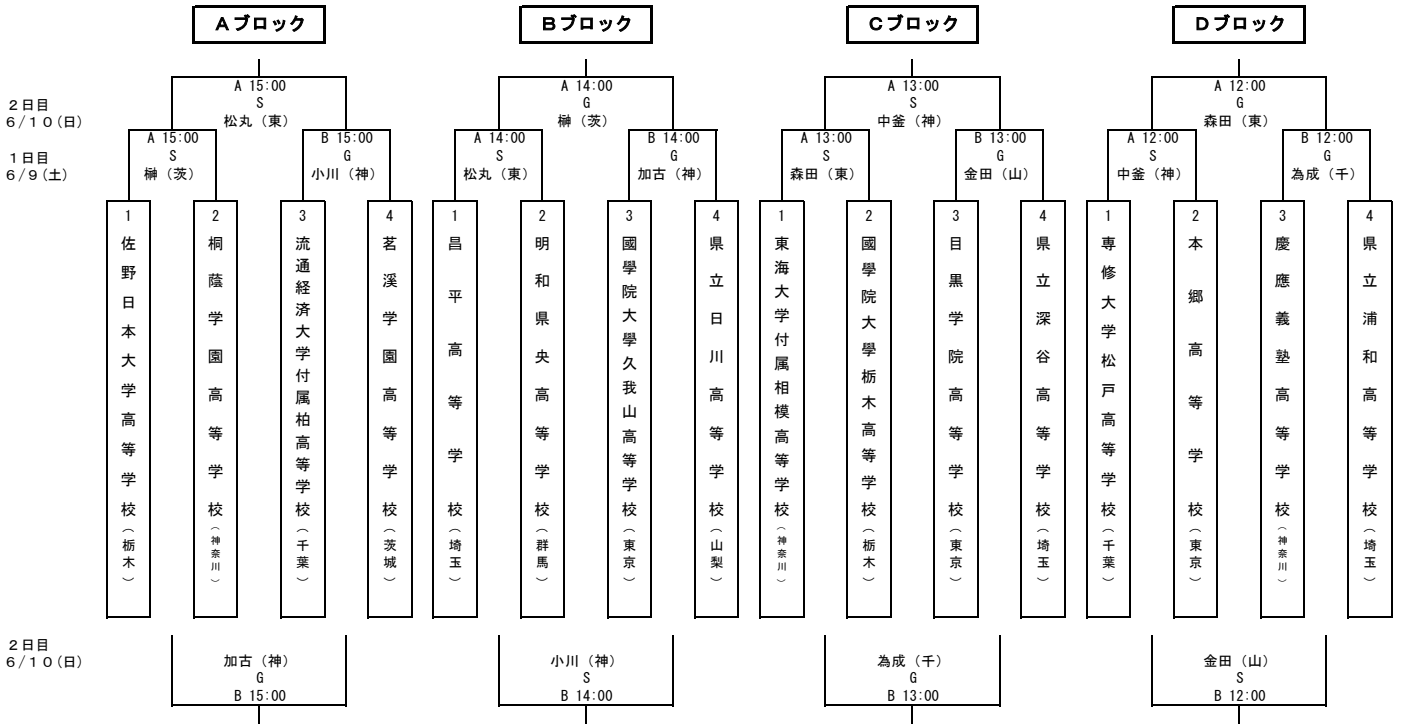 Aブロック
Bブロック
Cブロック
Dブロック
2日目
6/10(日)
A 15:00
S
松丸（東）
A 14:00
G
榊（茨）
A 13:00
S
中釜（神）
A 12:00
G
森田（東）
1日目
6/9(土)
A 15:00
S
榊（茨）
B 15:00
G
小川（神）
A 14:00
S
松丸（東）
B 14:00
G
加古（神）
A 13:00
S
森田（東）
B 13:00
G
金田（山）
A 12:00
S
中釜（神）
B 12:00
G
為成（千）
1 佐野日本大学高等学校（栃木）
2 桐蔭学園高等学校（神奈川）
3 流通経済大学付属柏高等学校（千葉）
4 茗溪学園高等学校（茨城）
1 昌平高等学校（埼玉）
2 明和県央高等学校（群馬）
3 國學院大學久我山高等学校（東京）
4 県立日川高等学校（山梨）
1 東海大学付属相模高等学校（神奈川）
2 國學院大學栃木高等学校（栃木）
3 目黒学院高等学校（東京）
4 県立深谷高等学校（埼玉）
1 専修大学松戸高等学校（千葉）
2 本郷高等学校（東京）
3 慶應義塾高等学校（神奈川）
4 県立浦和高等学校（埼玉）
2日目
6/10(日)
加古（神）
G
B 15:00
小川（神）
S
B 14:00
為成（千）
G
B 13:00
金田（山）
S
B 12:00